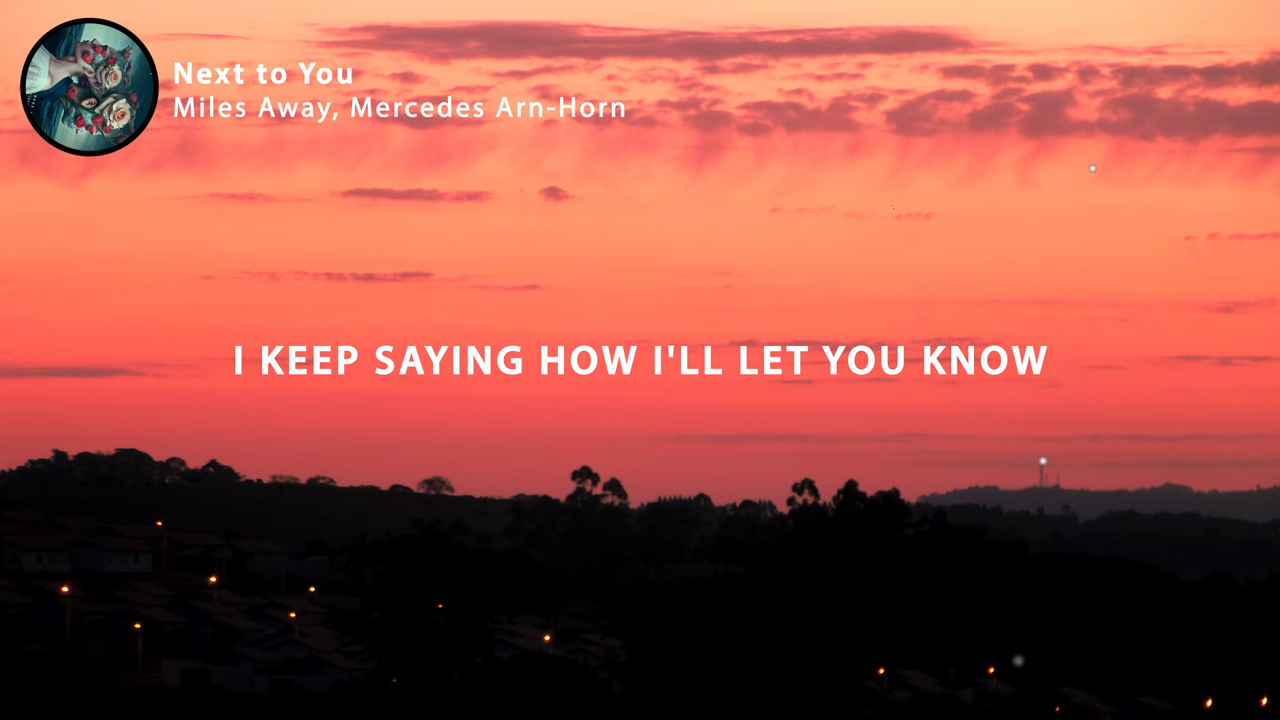 Next to You
Miles Away, Mercedes Arn-Horn
I KEEP SAYING HOW I'LL LET YOU KNOW